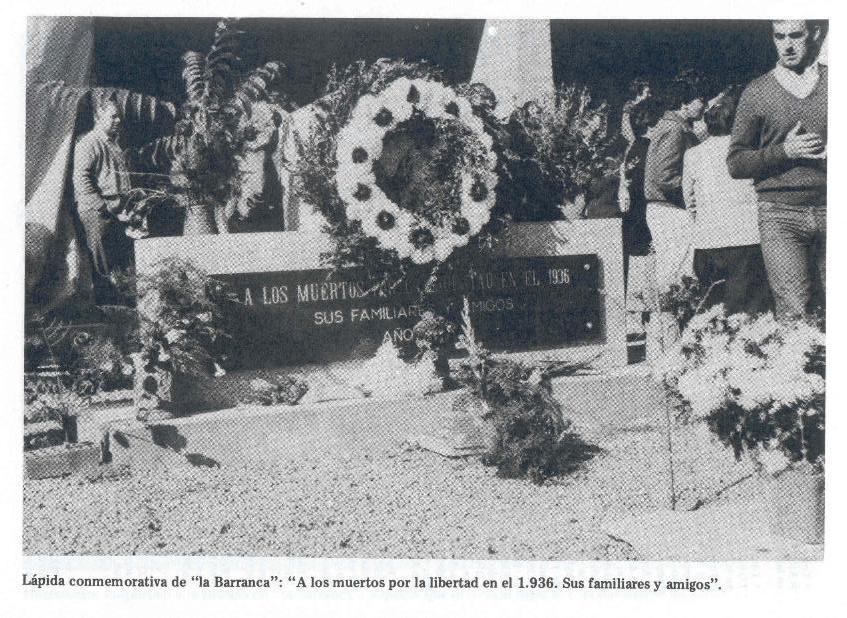 A LOS MUERTOS EN EL 1936
SUS FAMILIARES Y AMIGOS
AÑO
Lápida conmemorativa de “la Barranca”: “A los muertos por la libertad en el 1.936. Sus familiares y amigos”.